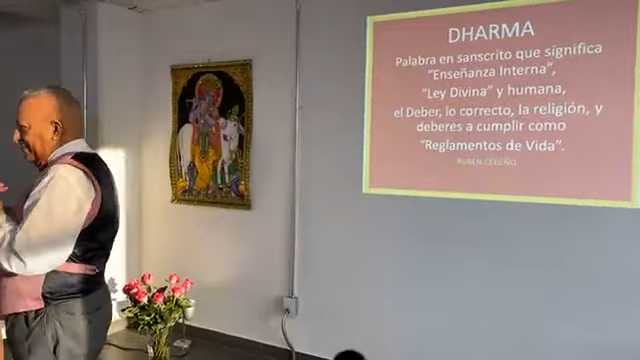 DHARMA
Palabra en sanscrito que significa
"Enseñanza Interna",
"Ley Divina" y humana,
el Deber, lo correcto, la religión, y
deberes a cumplir como
"Reglamentos de Vida".
RUBÉN CEDEÑO